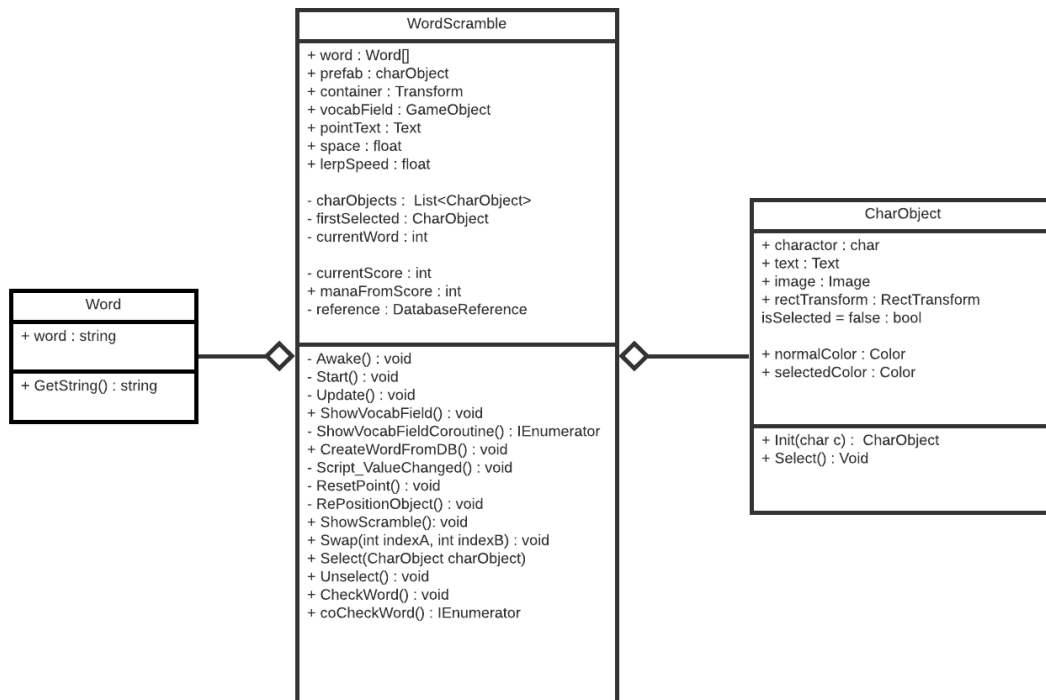 WordScramble
+ word : Word[]
+ prefab : charObject
+ container : Transform
+ vocabField : GameObject
+ pointText : Text
+ space : float
+ lerpSpeed : float
- charObjects :  List<CharObject>
- firstSelected : CharObject
- currentWord : int
- currentScore : int
+ manaFromScore : int
- reference : DatabaseReference
- Awake() : void
- Start() : void
- Update() : void
+ ShowVocabField() : void
- ShowVocabFieldCoroutine() : IEnumerator
+ CreateWordFromDB() : void
- Script_ValueChanged() : void
- ResetPoint() : void
- RePositionObject() : void
+ ShowScramble(): void
+ Swap(int indexA, int indexB) : void
+ Select(CharObject charObject)
+ Unselect() : void
+ CheckWord() : void
+ coCheckWord() : IEnumerator
Word
+ word : string
+ GetString() : string
CharObject
+ charactor : char
+ text : Text
+ image : Image
+ rectTransform : RectTransform
isSelected = false : bool
+ normalColor : Color
+ selectedColor : Color
+ Init(char c) :  CharObject
+ Select() : Void